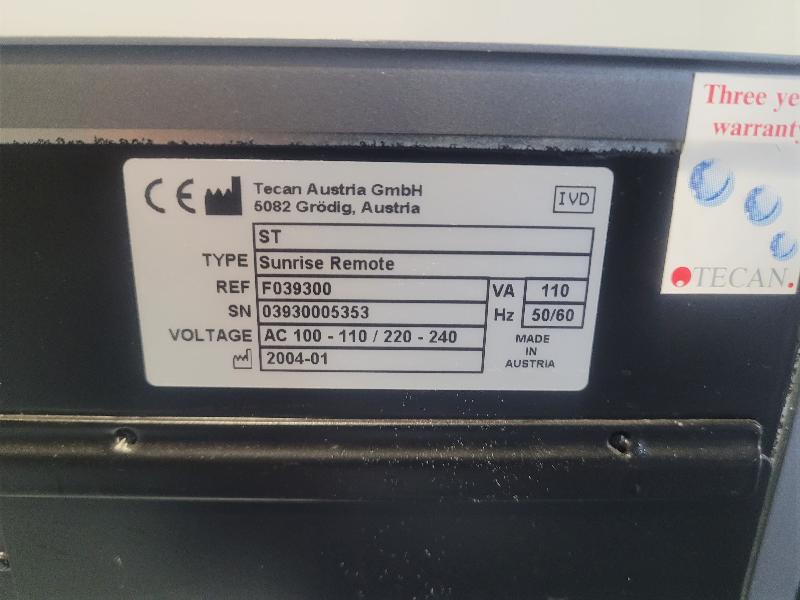 Tecan Austria GmbH
5082 Grödig, Austria
IVD
ST
TYPE Sunrise Remote
REF F039300 VA 110
SN 03930005353 Hz 50/60
VOLTAGE AC 100 - 110 / 220 - 240
2004-01
MADE
IN
AUSTRIA
CE
Three ye
warranty
TECAN.